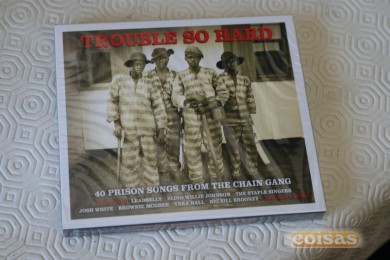 TROUBLE SO HARD
40 PRISON SONGS FROM THE CHAIN GANG
LEADBELLY BLIND WILLIE JOHNSON THE STAPLE SINGERS
JOSH WHITE BROWNIE MCGHEE VERA HALL BIG BILL BROONZY
coisas